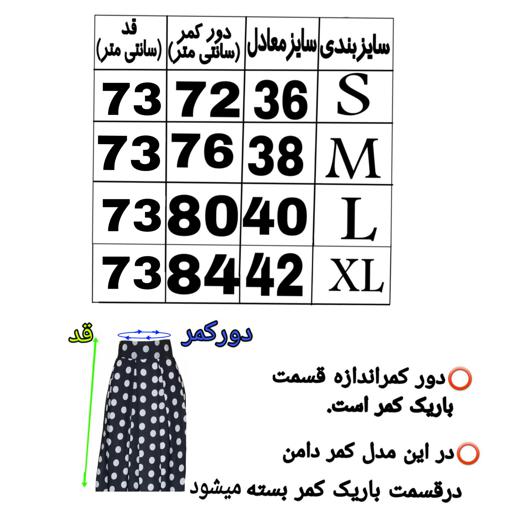 سایزبندی سایز معادل دور کمر (سانتی متر) قد (سانتی متر)
S 36 72 73
M 38 76 73
L 40 80 73
XL 42 84 73
دورکمر قد
دور کمراندازه قسمت
باریک کمر است.
در این مدل کمر دامن
درقسمت باریک کمر بسته میشود